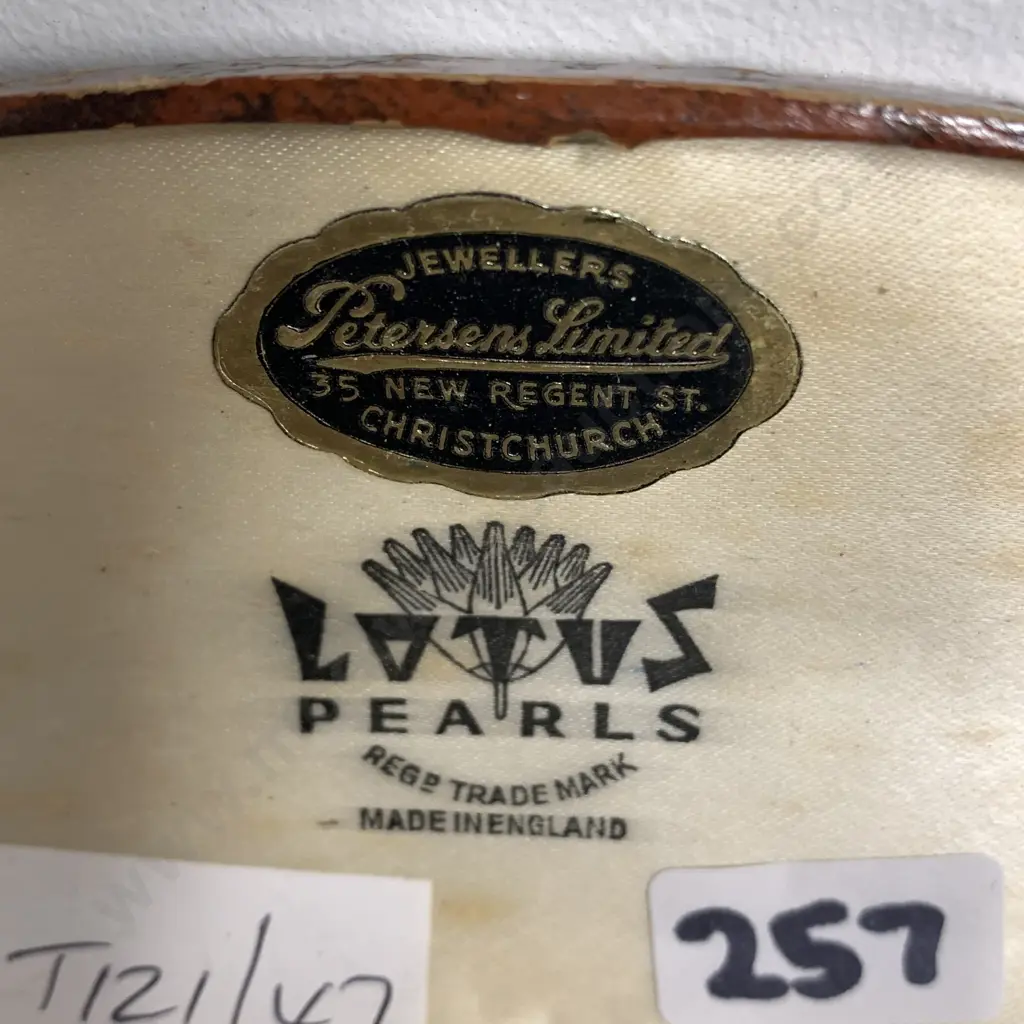 JEWELLERS
Petersens Limited
35 NEW REGENT ST.
CHRISTCHURCH
LOTUS
PEARLS
REGD TRADE MARK
MADE IN ENGLAND
257